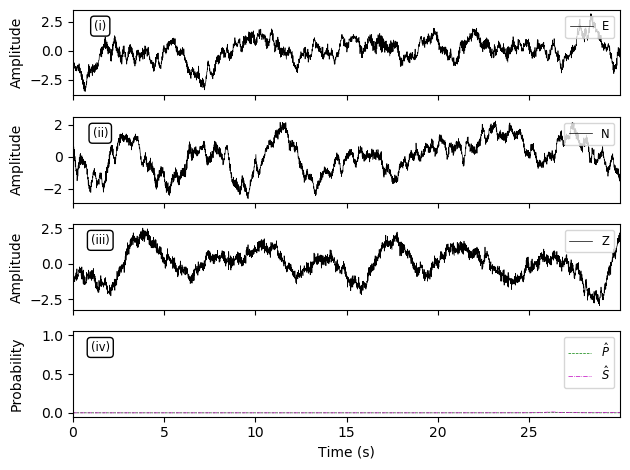 Amplitude
2.5
0.0
−2.5
(i)
E
Amplitude
2
0
−2
(ii)
N
Amplitude
2.5
0.0
−2.5
(iii)
Z
Probability
1.0
0.5
0.0
(iv)
P̂
Ŝ
0 5 10 15 20 25
Time (s)